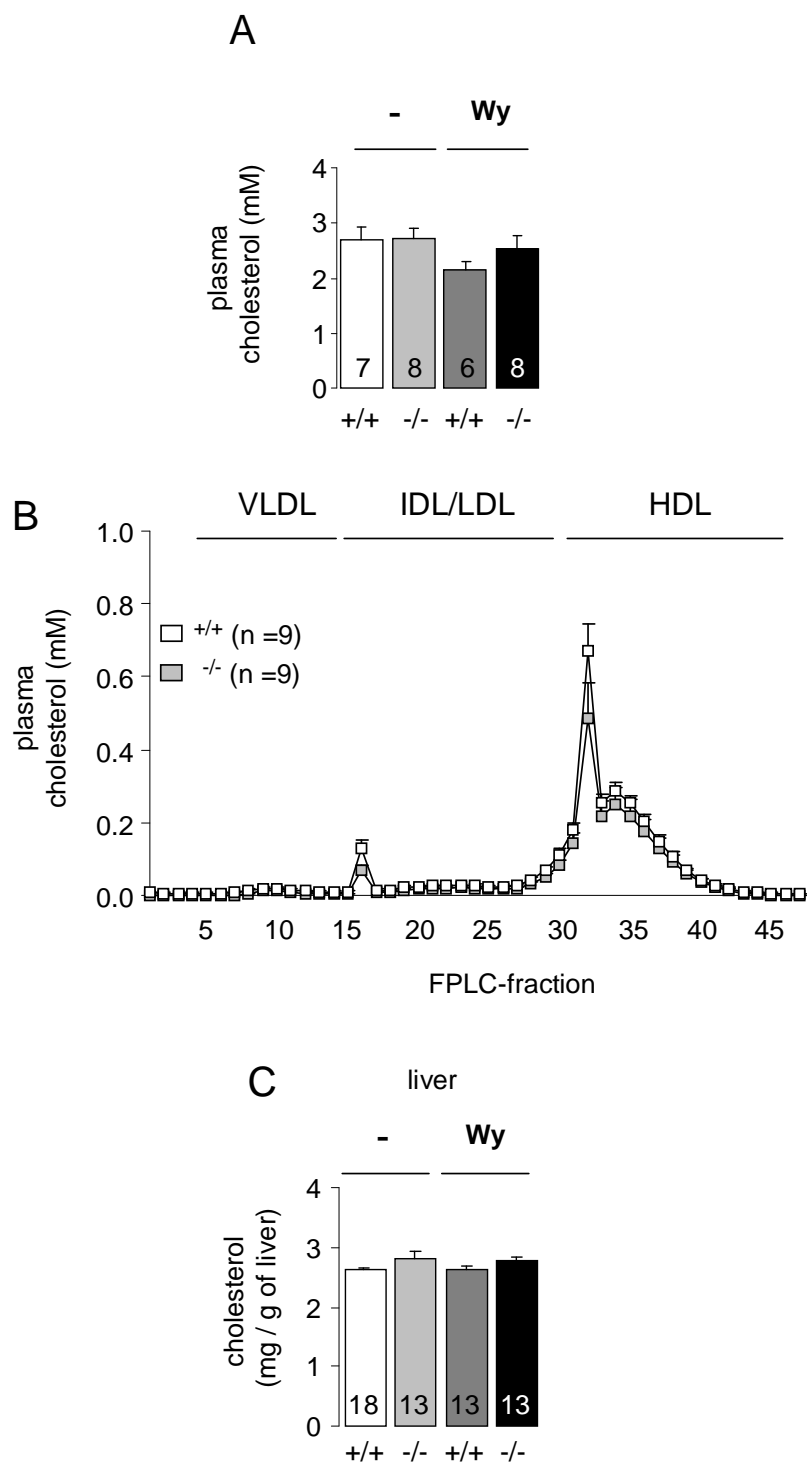 A
- Wy
plasma
cholesterol (mM)
4
3
2
1
0
7 8 6 8
+/+ -/- +/+ -/-
B
VLDL IDL/LDL HDL
plasma
cholesterol (mM)
1.0
0.8
0.6
0.4
0.2
0.0
+/+ (n =9)
-/- (n =9)
5 10 15 20 25 30 35 40 45
FPLC-fraction
C
liver
- Wy
cholesterol
(mg / g of liver)
4
3
2
1
0
18 13 13 13
+/+ -/- +/+ -/-